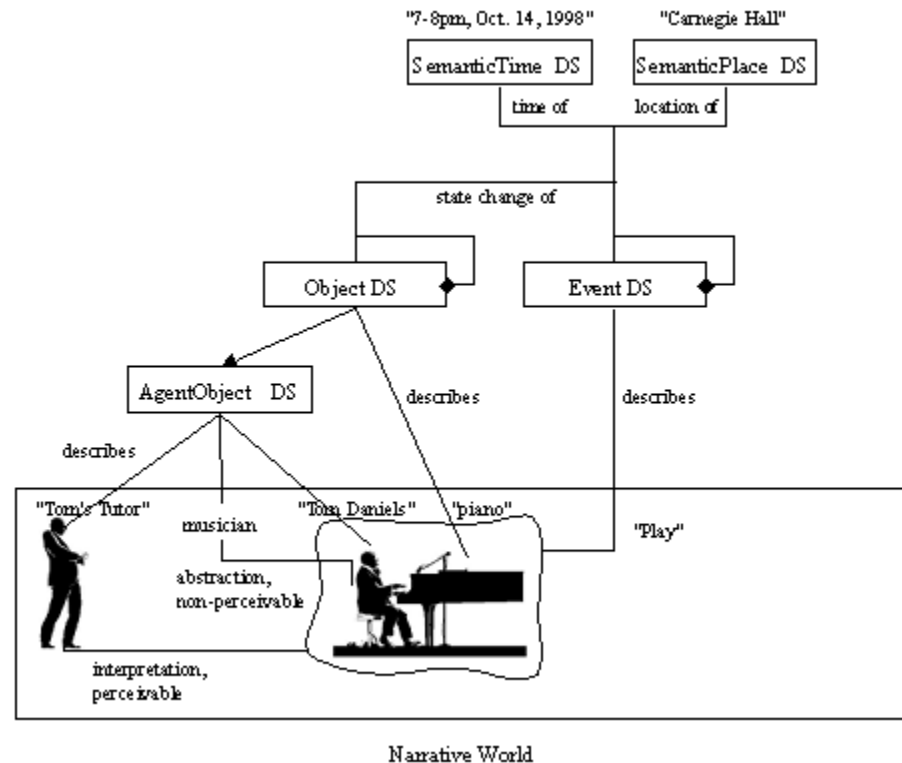 "7-8pm, Oct. 14, 1998"
"Carnegie Hall"
SemanticTime DS
SemanticPlace DS
time of
location of
state change of
Object DS
Event DS
AgentObject DS
describes
describes
describes
"Tom's Tutor"
"Tom Daniels"
"piano"
musician
"Play"
abstraction,
non-perceivable
interpretation,
perceivable
Narrative World